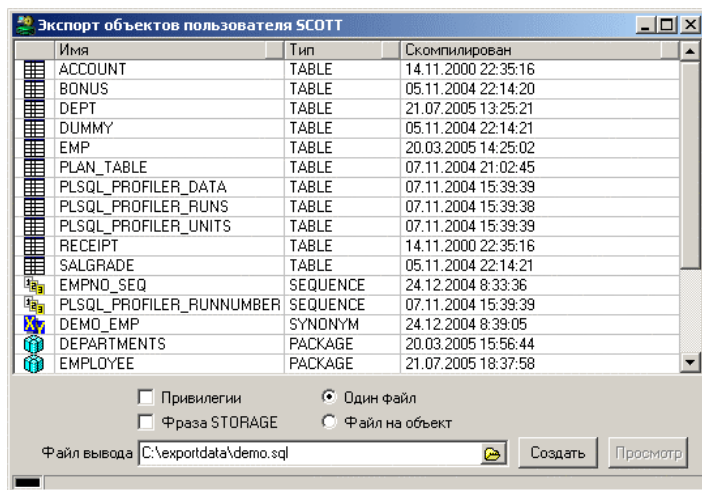 Экспорт объектов пользователя SCOTT
Имя Тип Скомпилирован
ACCOUNT TABLE 14.11.2000 22:35:16
BONUS TABLE 05.11.2004 22:14:20
DEPT TABLE 21.07.2005 13:25:21
DUMMY TABLE 05.11.2004 22:14:21
EMP TABLE 20.03.2005 14:25:02
PLAN_TABLE TABLE 07.11.2004 21:02:45
PLSQL_PROFILER_DATA TABLE 07.11.2004 15:39:39
PLSQL_PROFILER_RUNS TABLE 07.11.2004 15:39:38
PLSQL_PROFILER_UNITS TABLE 07.11.2004 15:39:39
RECEIPT TABLE 14.11.2000 22:35:16
SALGRADE TABLE 05.11.2004 22:14:21
EMPNO_SEQ SEQUENCE 24.12.2004 8:33:36
PLSQL_PROFILER_RUNNUMBER SEQUENCE 07.11.2004 15:39:39
DEMO_EMP SYNONYM 24.12.2004 8:39:05
DEPARTMENTS PACKAGE 20.03.2005 15:56:44
EMPLOYEE PACKAGE 21.07.2005 18:37:58
Привилегии Один файл
Фраза STORAGE Файл на объект
Файл вывода C:\exportdata\demo.sql Создать Просмотр